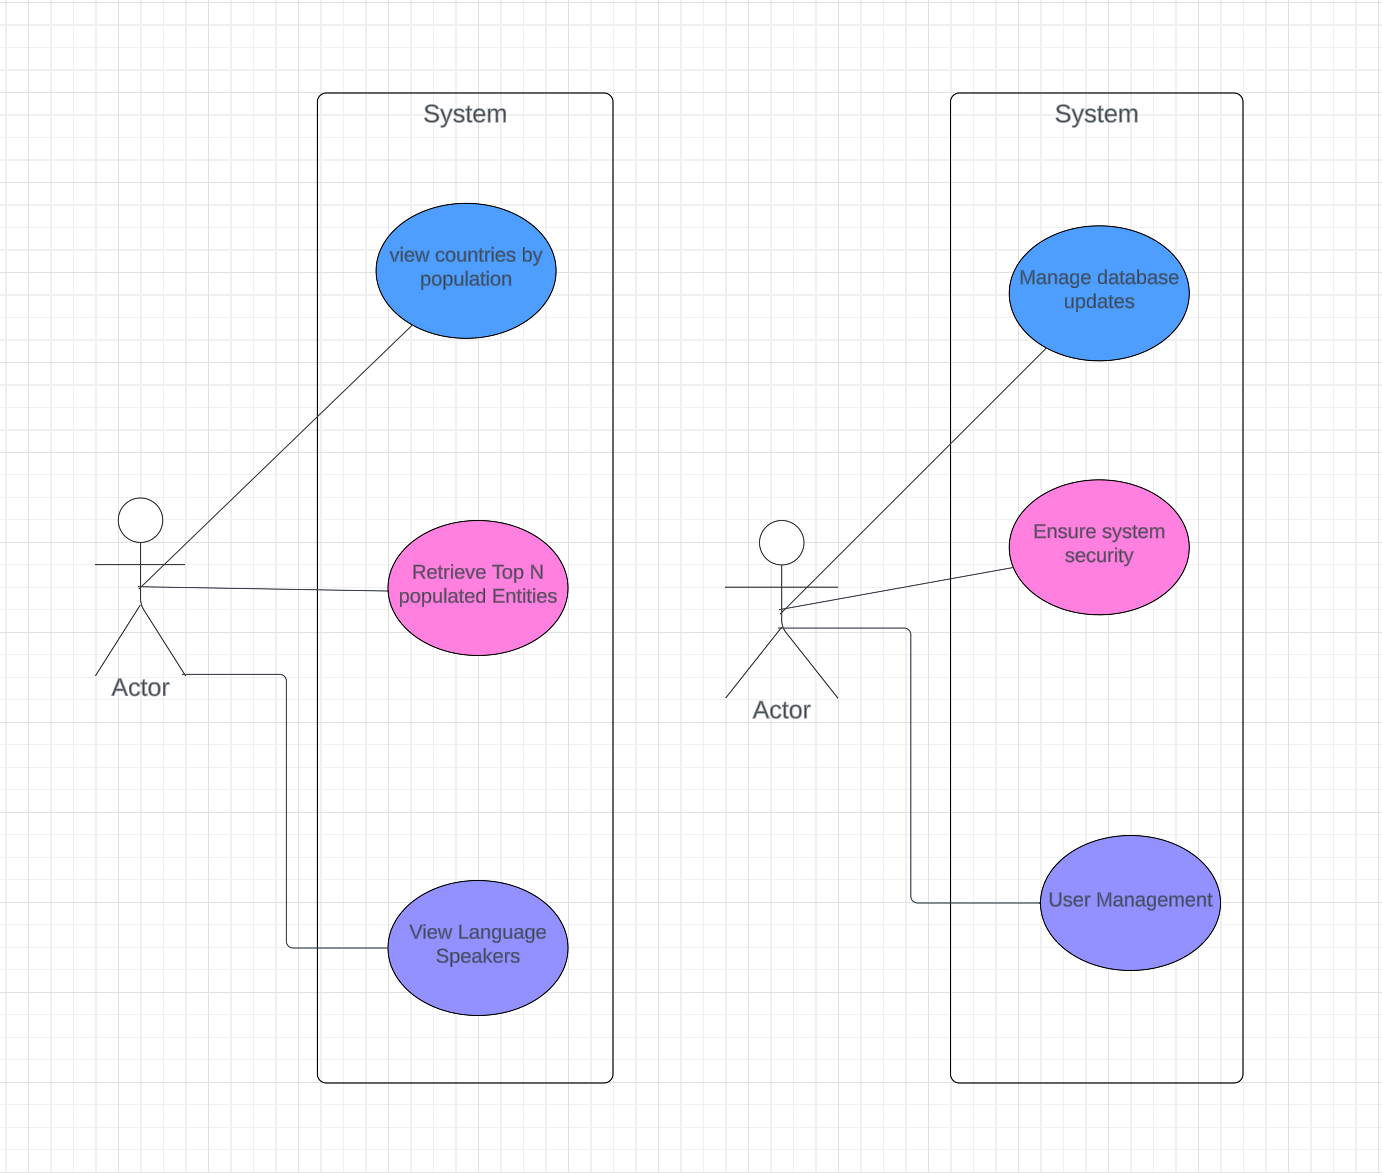 System
view countries by
population
Retrieve Top N
populated Entities
Actor
View Language
Speakers
System
Manage database
updates
Ensure system
security
Actor
User Management